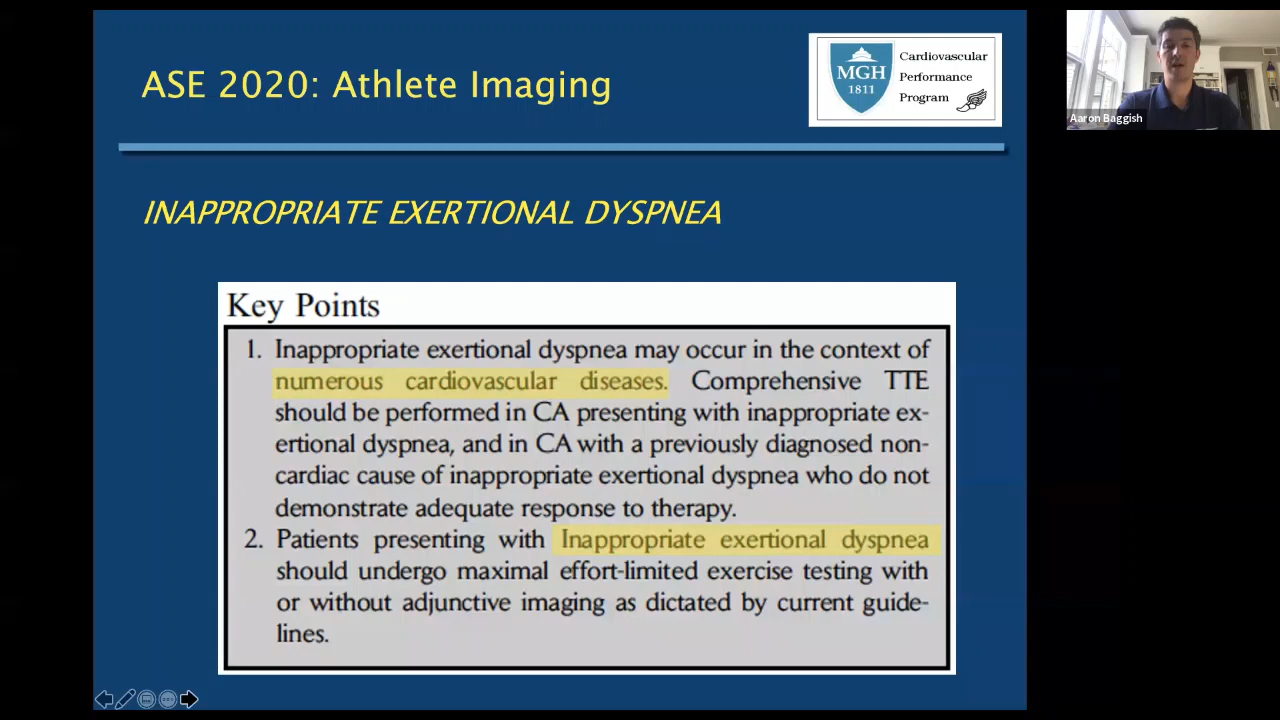 ASE 2020: Athlete Imaging
MGH
1811
Cardiovascular
Performance
Program
Aaron Baggish
INAPPROPRIATE EXERTIONAL DYSPNEA
Key Points
1. Inappropriate exertional dyspnea may occur in the context of
numerous cardiovascular diseases. Comprehensive TTE
should be performed in CA presenting with inappropriate ex-
ertional dyspnea, and in CA with a previously diagnosed non-
cardiac cause of inappropriate exertional dyspnea who do not
demonstrate adequate response to therapy.
2. Patients presenting with Inappropriate exertional dyspnea
should undergo maximal effort-limited exercise testing with
or without adjunctive imaging as dictated by current guide-
lines.